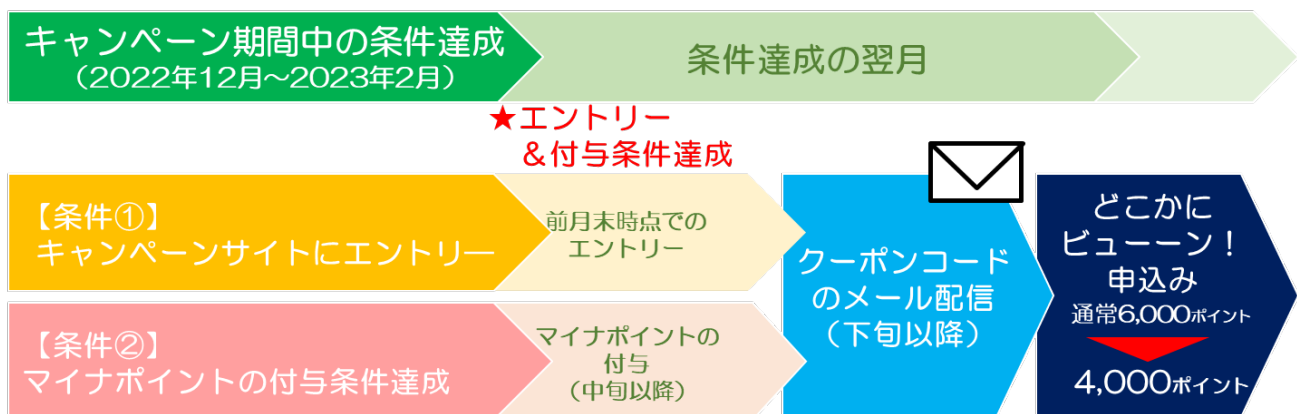 キャンペーン期間中の条件達成
（2022年12月～2023年2月）
条件達成の翌月
★エントリー
＆付与条件達成
【条件①】
キャンペーンサイトにエントリー
前月末時点での
エントリー
【条件②】
マイナポイントの付与条件達成
マイナポイントの
付与
（中旬以降）
クーポンコード
のメール配信
（下旬以降）
どこかに
ビューーン！
申込み
通常6,000ポイント
4,000ポイント